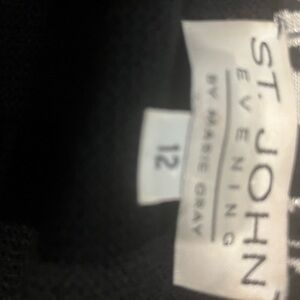 ST. JOHN
EVENING
BY MARIE GRAY
12